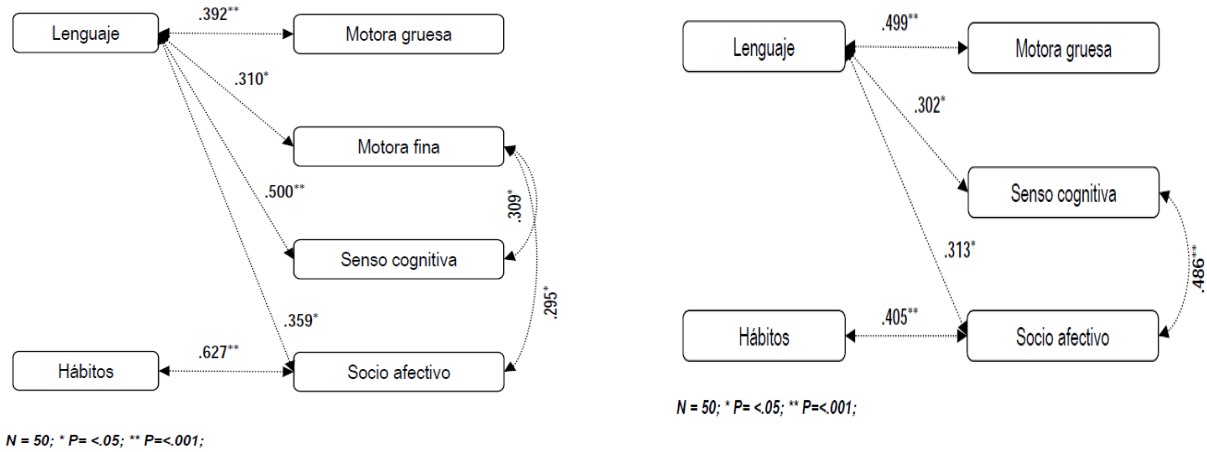 .392**
Lenguaje
Motora gruesa
.310*
Motora fina
.500**
.309*
Senso cognitiva
.295*
.359*
.627**
Hábitos
Socio afectivo
N = 50; * P= <.05; ** P=<.001;
.499**
Lenguaje
Motora gruesa
.302*
Senso cognitiva
.313*
.486**
.405**
Hábitos
Socio afectivo
N = 50; * P= <.05; ** P=<.001;